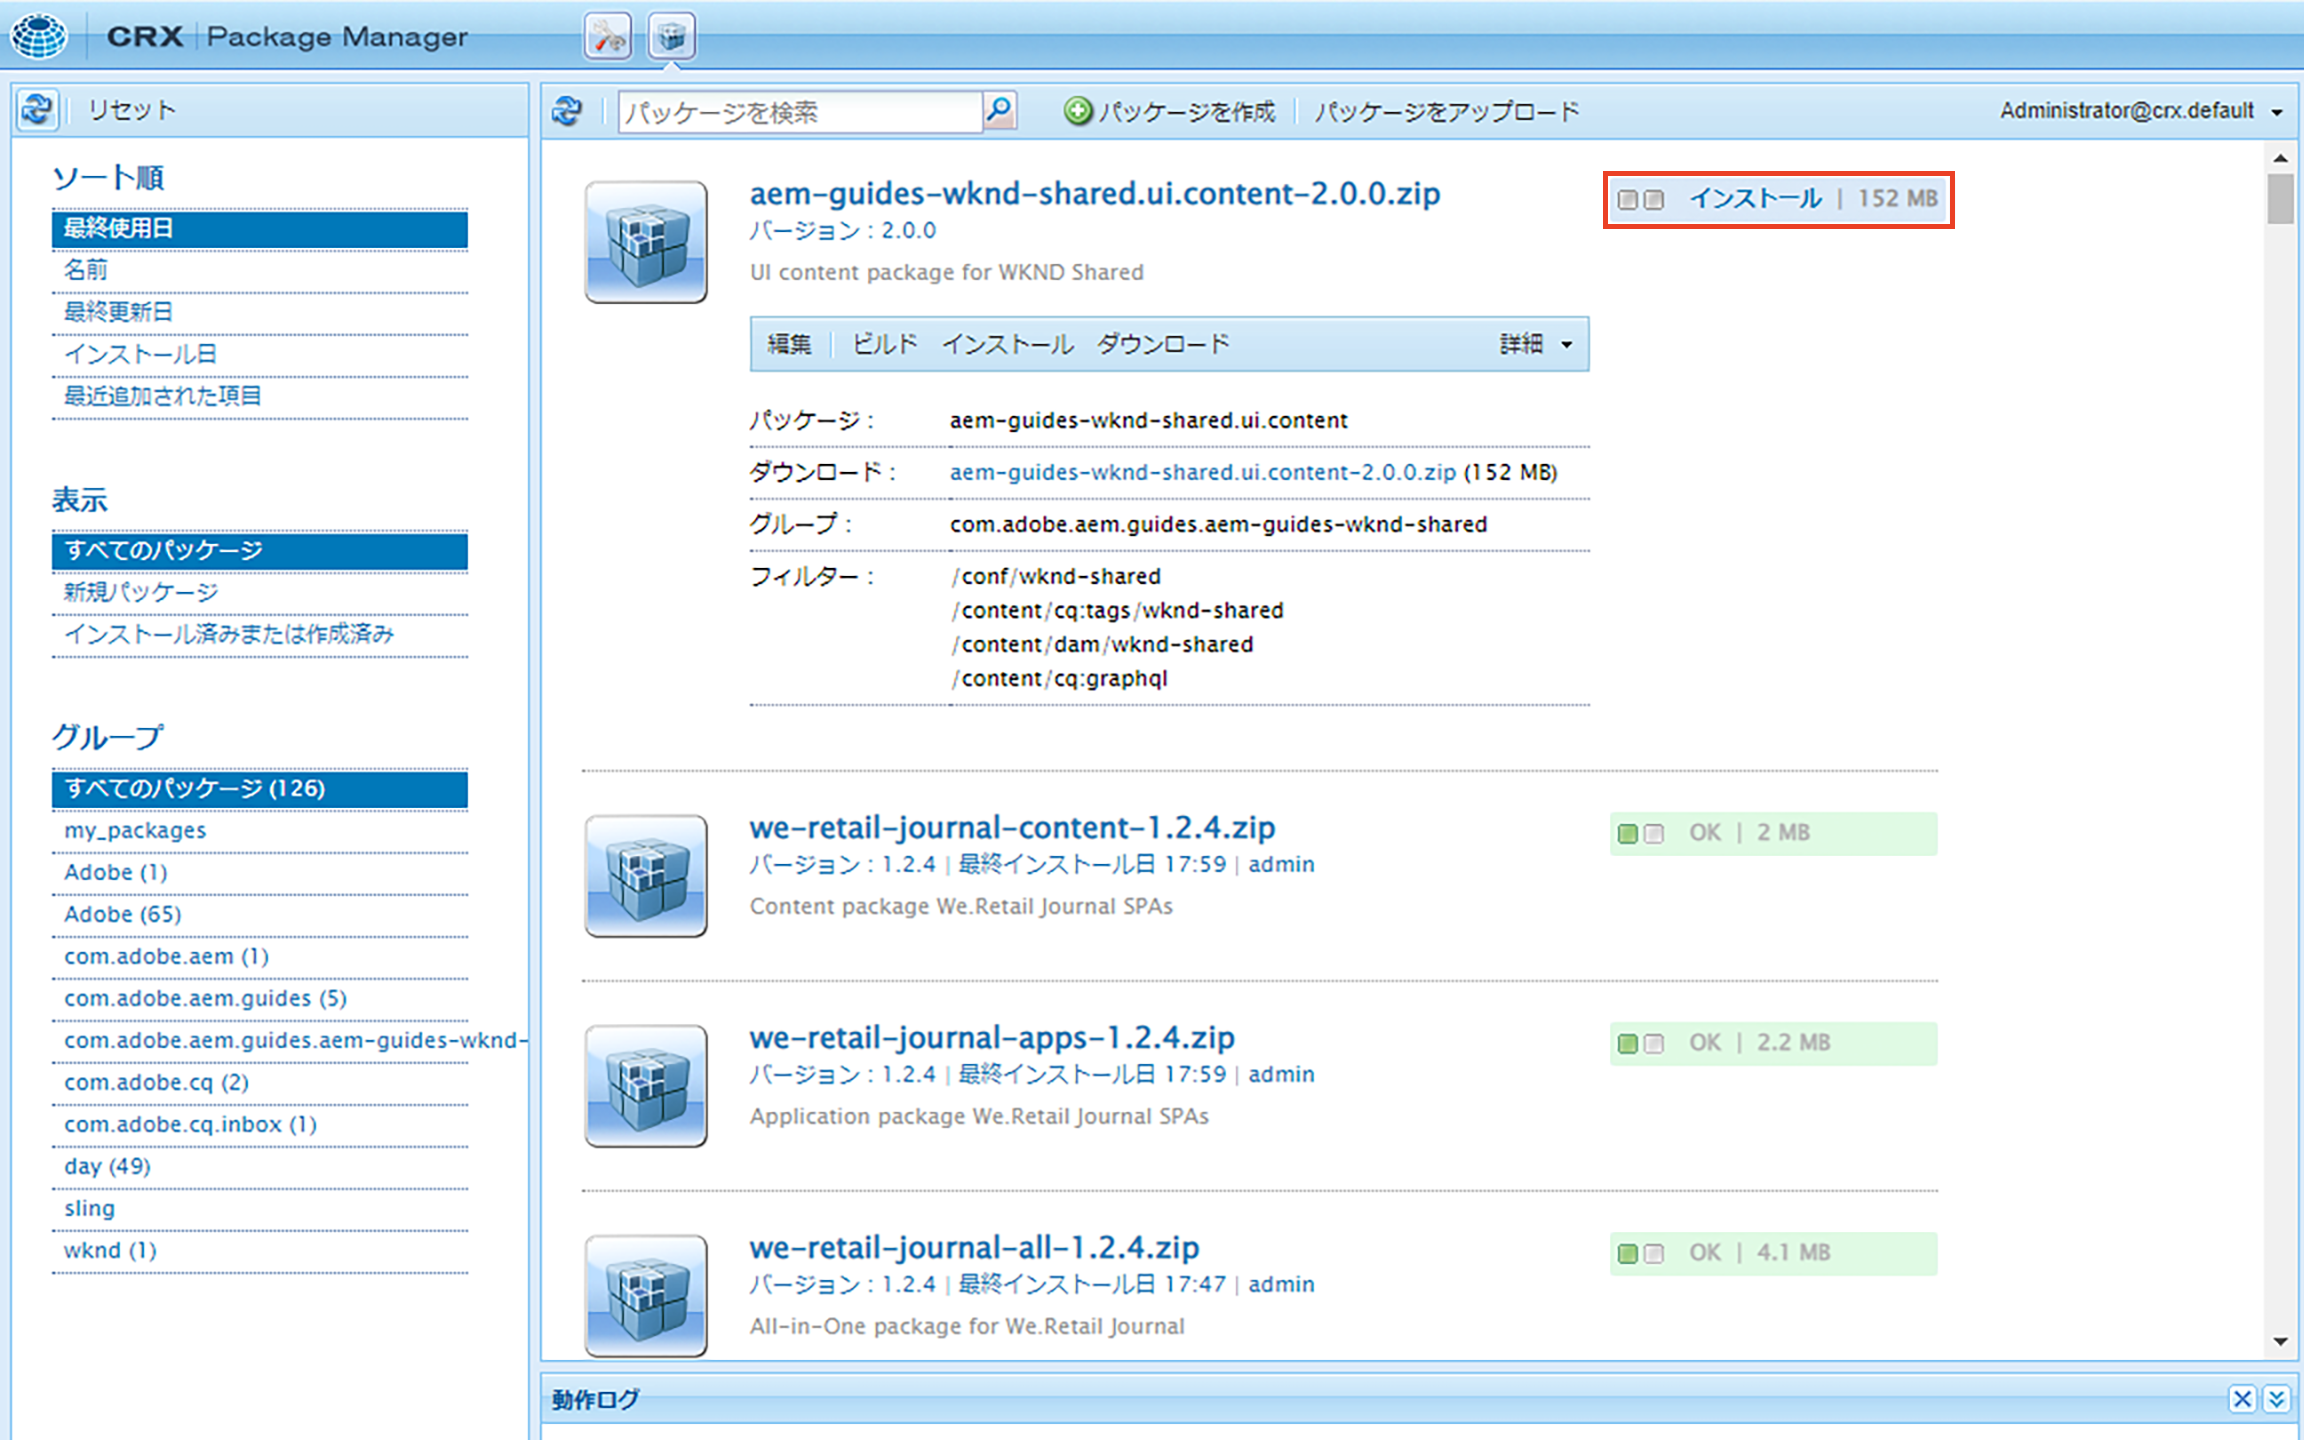 CRX Package Manager
リセット
ソート順
最終使用日
名前
最終更新日
インストール日
最近追加された項目
表示
すべてのパッケージ
新規パッケージ
インストール済みまたは作成済み
グループ
すべてのパッケージ (126)
my_packages
Adobe (1)
Adobe (65)
com.adobe.aem (1)
com.adobe.aem.guides (5)
com.adobe.aem.guides.aem-guides-wknd-
com.adobe.cq (2)
com.adobe.cq.inbox (1)
day (49)
sling
wknd (1)
パッケージを検索 パッケージを作成 パッケージをアップロード Administrator@crx.default
aem-guides-wknd-shared.ui.content-2.0.0.zip インストール | 152 MB
バージョン : 2.0.0
UI content package for WKND Shared
編集 ビルド インストール ダウンロード 詳細
パッケージ : aem-guides-wknd-shared.ui.content
ダウンロード : aem-guides-wknd-shared.ui.content-2.0.0.zip (152 MB)
グループ : com.adobe.aem.guides.aem-guides-wknd-shared
フィルター : /conf/wknd-shared
/content/cq:tags/wknd-shared
/content/dam/wknd-shared
/content/cq:graphql
we-retail-journal-content-1.2.4.zip OK | 2 MB
バージョン : 1.2.4 | 最終インストール日 17:59 | admin
Content package We.Retail Journal SPAs
we-retail-journal-apps-1.2.4.zip OK | 2.2 MB
バージョン : 1.2.4 | 最終インストール日 17:59 | admin
Application package We.Retail Journal SPAs
we-retail-journal-all-1.2.4.zip OK | 4.1 MB
バージョン : 1.2.4 | 最終インストール日 17:47 | admin
All-in-One package for We.Retail Journal
動作ログ